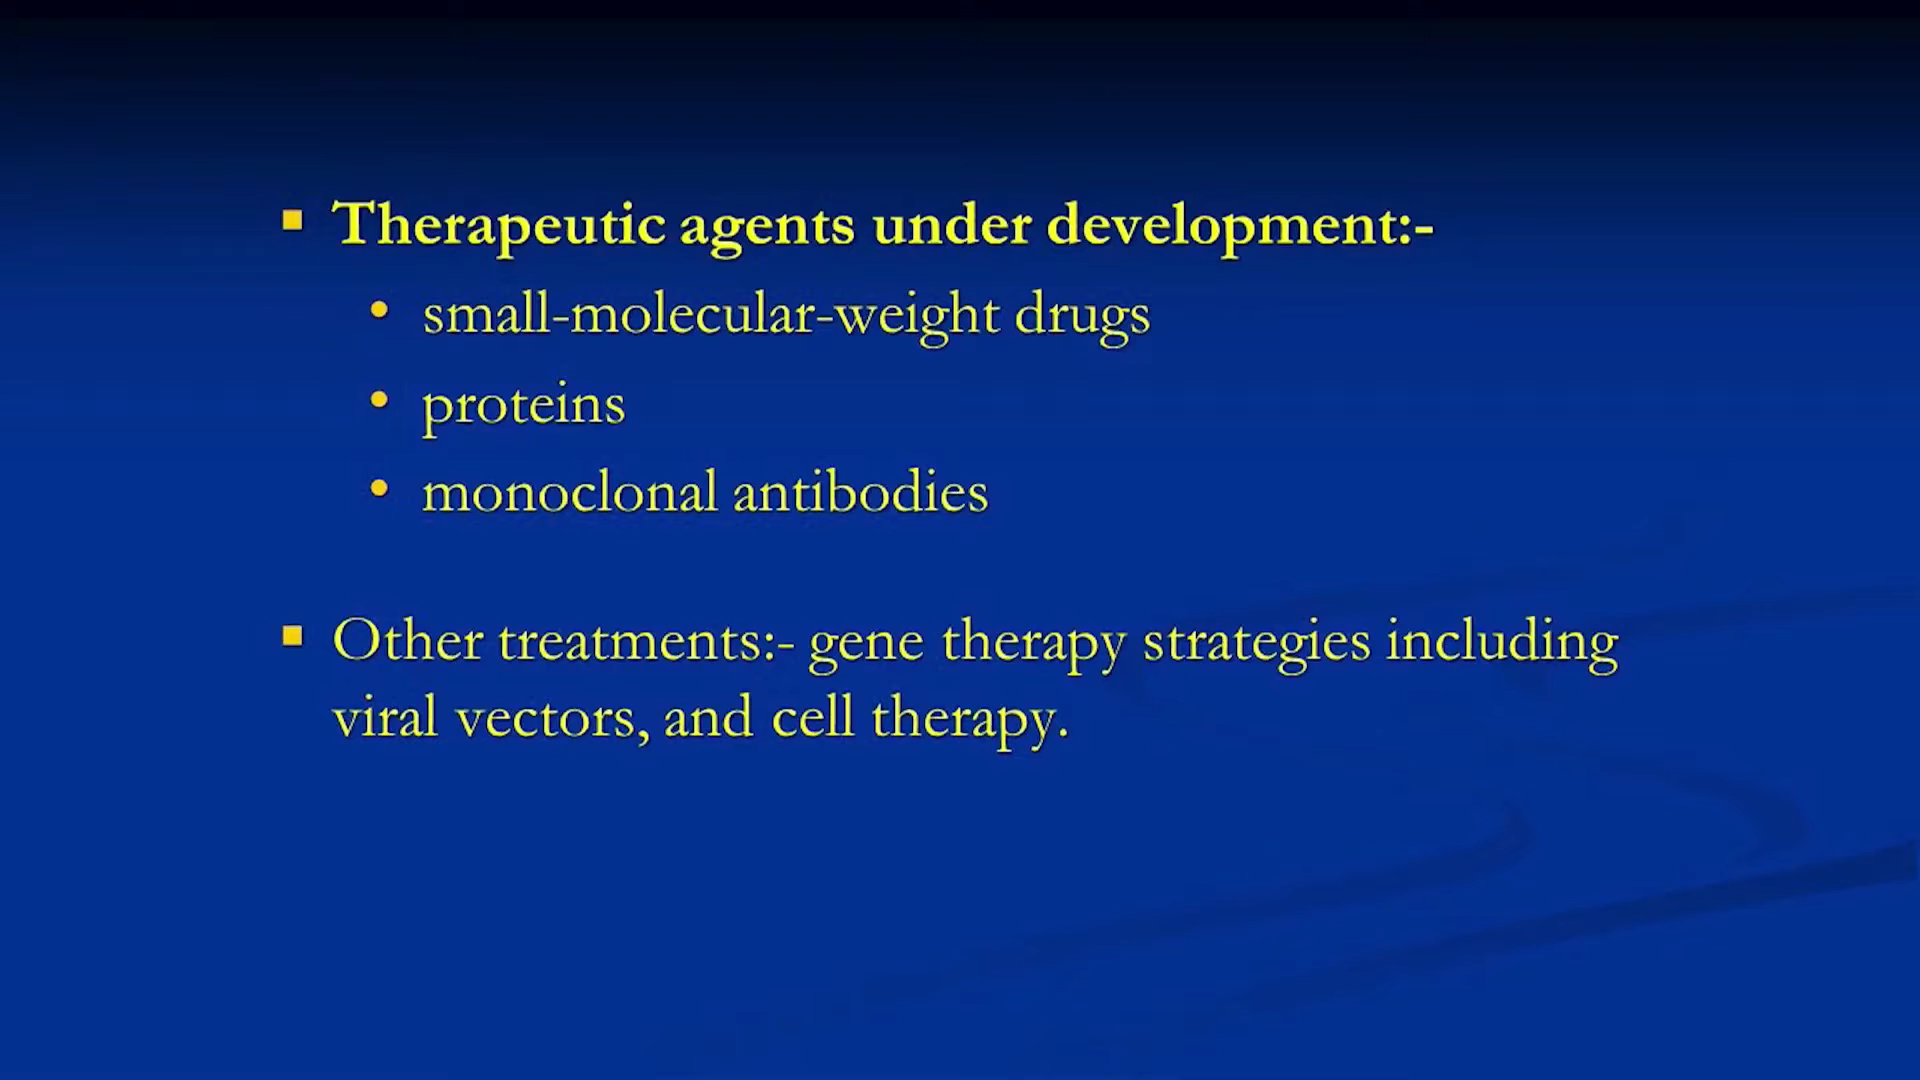 ▪ Therapeutic agents under development:-
• small-molecular-weight drugs
• proteins
• monoclonal antibodies
▪ Other treatments:- gene therapy strategies including
viral vectors, and cell therapy.